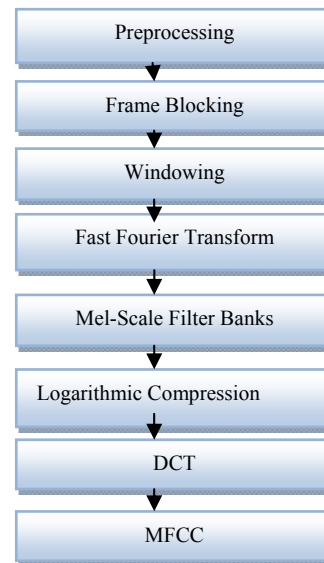 Preprocessing
Frame Blocking
Windowing
Fast Fourier Transform
Mel-Scale Filter Banks
Logarithmic Compression
DCT
MFCC